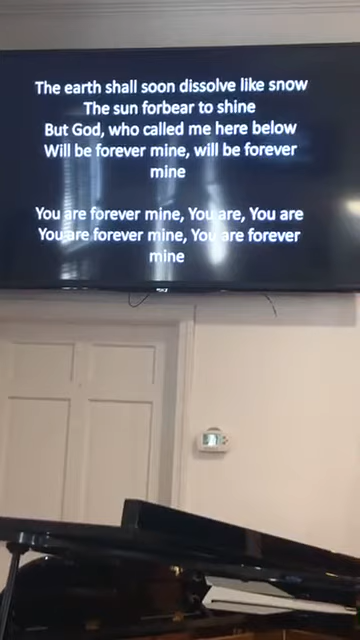 The earth shall soon dissolve like snow
The sun forbear to shine
But God, who called me here below
Will be forever mine, will be forever
mine
You are forever mine, You are, You are
You are forever mine, You are forever
mine